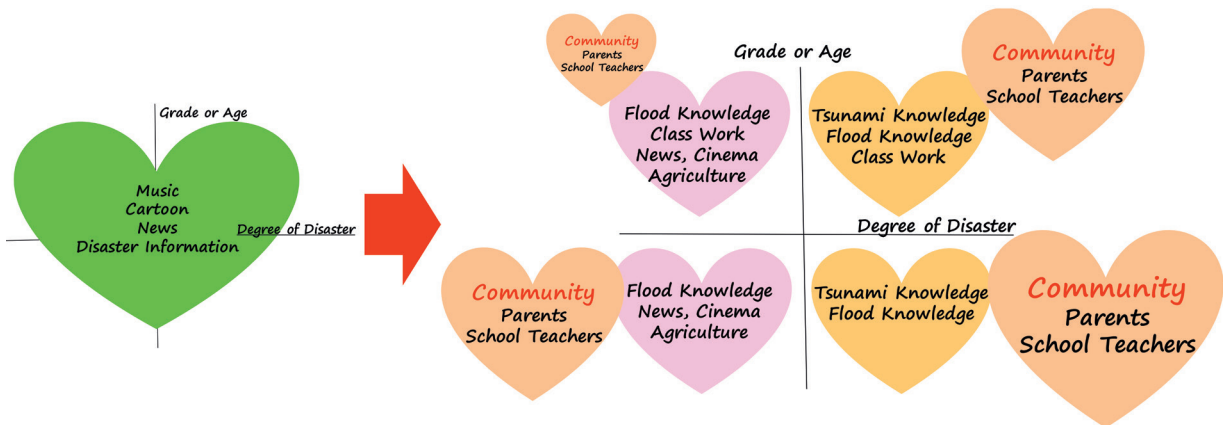 Grade or Age
Music
Cartoon
News
Disaster Information
Degree of Disaster
Community
Parents
School Teachers
Grade or Age
Community
Parents
School Teachers
Flood Knowledge
Class Work
News, Cinema
Agriculture
Tsunami Knowledge
Flood Knowledge
Class Work
Degree of Disaster
Community
Parents
School Teachers
Flood Knowledge
News, Cinema
Agriculture
Tsunami Knowledge
Flood Knowledge
Community
Parents
School Teachers